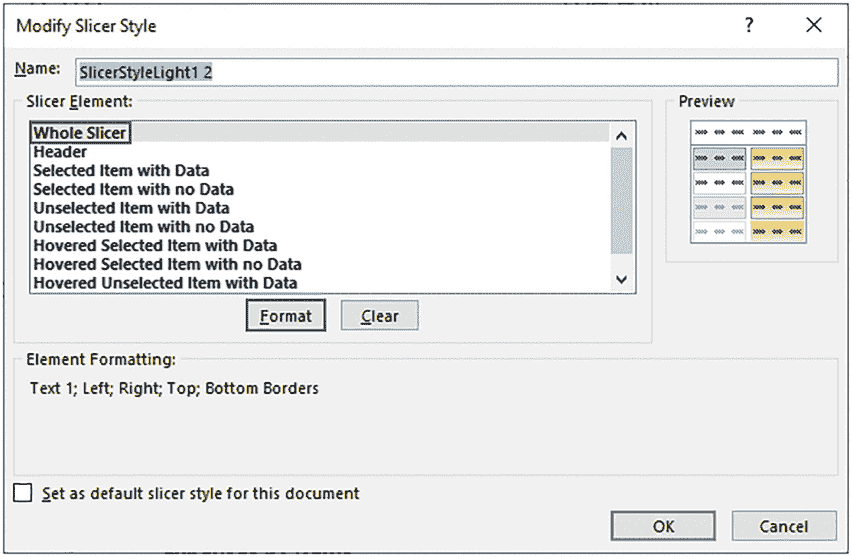 Modify Slicer Style
?
Name: SlicerStyleLight1 2
Slicer Element:
Whole Slicer
Header
Selected Item with Data
Selected Item with no Data
Unselected Item with Data
Unselected Item with no Data
Hovered Selected Item with Data
Hovered Selected Item with no Data
Hovered Unselected Item with Data
Format
Clear
Preview
Element Formatting:
Text 1; Left; Right; Top; Bottom Borders
Set as default slicer style for this document
OK
Cancel